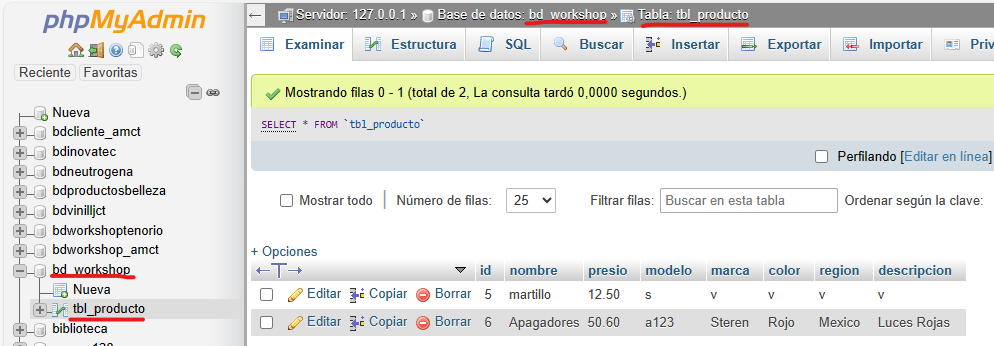 phpMyAdmin
Reciente Favoritas
Nueva
bdcliente_amct
bdinovatec
bdneutrogena
bdproductosbelleza
bdvinilljct
bdworkshoptenorio
bdworkshop_amct
bd_workshop
Nueva
tbl_producto
biblioteca
Servidor: 127.0.0.1 » Base de datos: bd_workshop » Tabla: tbl_producto
Examinar Estructura SQL Buscar Insertar Exportar Importar Priv
Mostrando filas 0 - 1 (total de 2, La consulta tardó 0,0000 segundos.)
SELECT * FROM `tbl_producto`
Perfilando [Editar en línea]
Mostrar todo Número de filas: 25 Filtrar filas: Buscar en esta tabla Ordenar según la clave:
+ Opciones
←T→ id nombre presio modelo marca color region descripcion
Editar Copiar Borrar 5 martillo 12.50 s v v v v
Editar Copiar Borrar 6 Apagadores 50.60 a123 Steren Rojo Mexico Luces Rojas